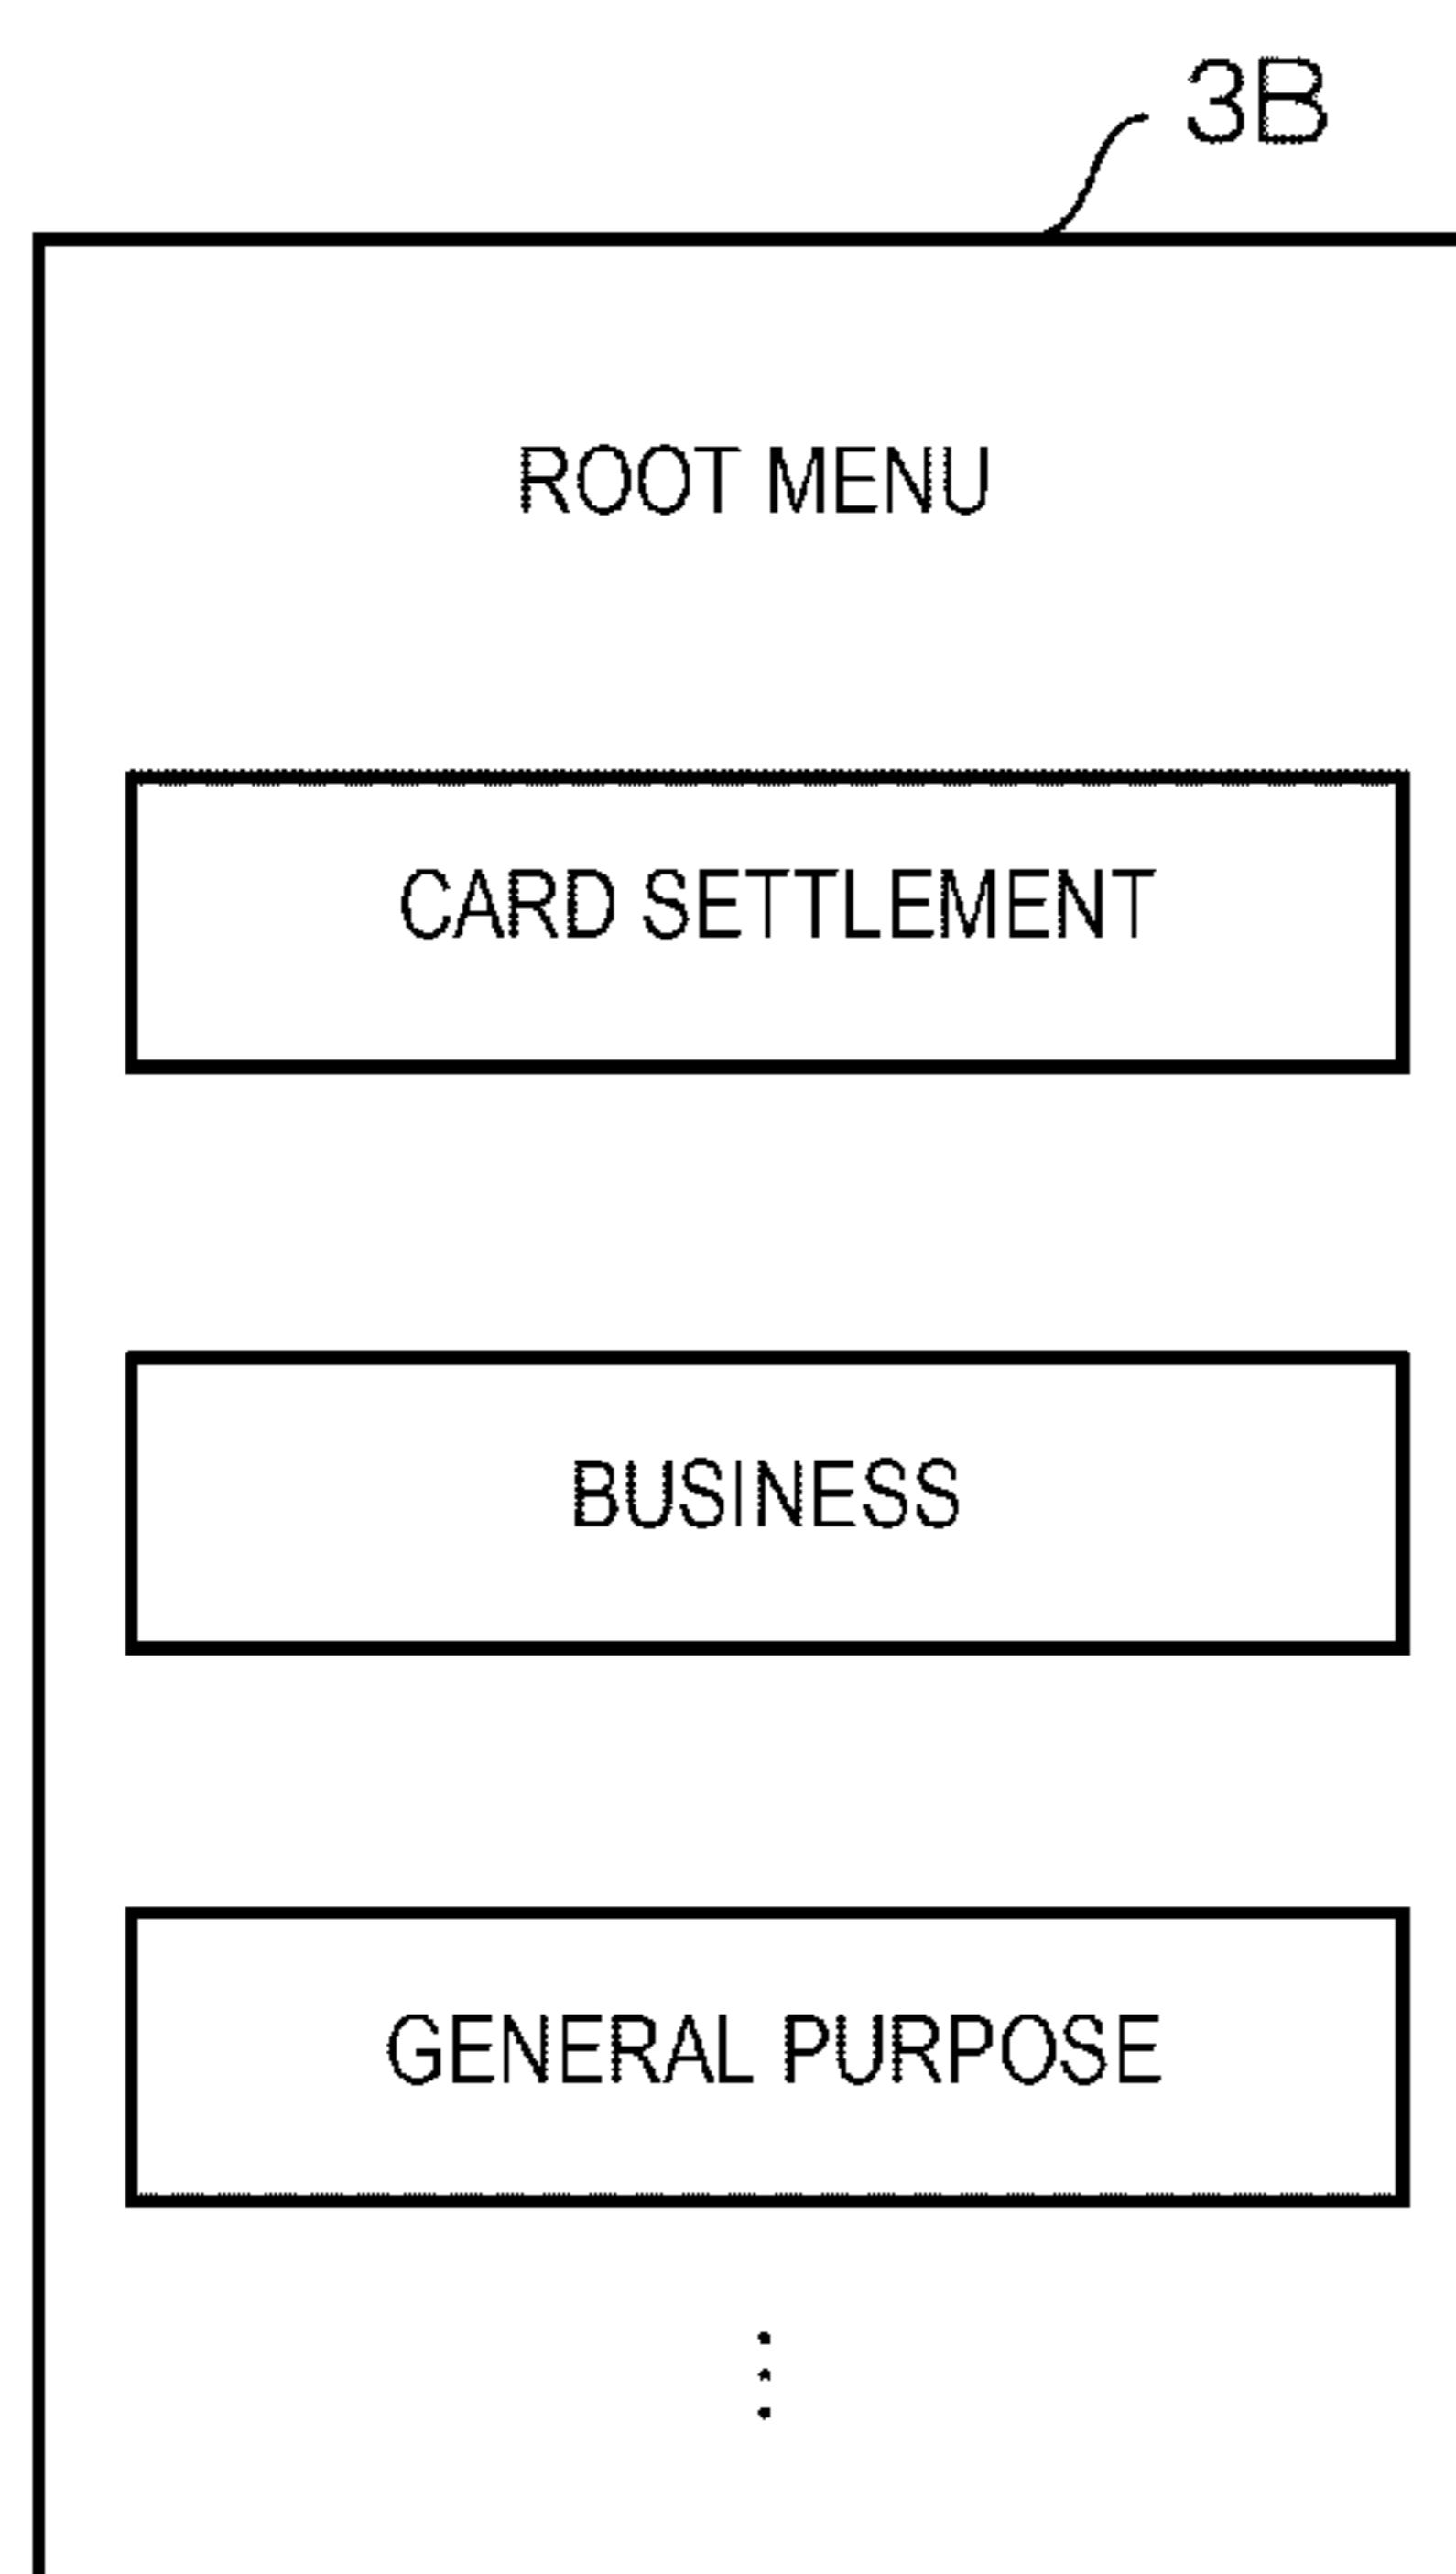 3B
ROOT MENU
CARD SETTLEMENT
BUSINESS
GENERAL PURPOSE